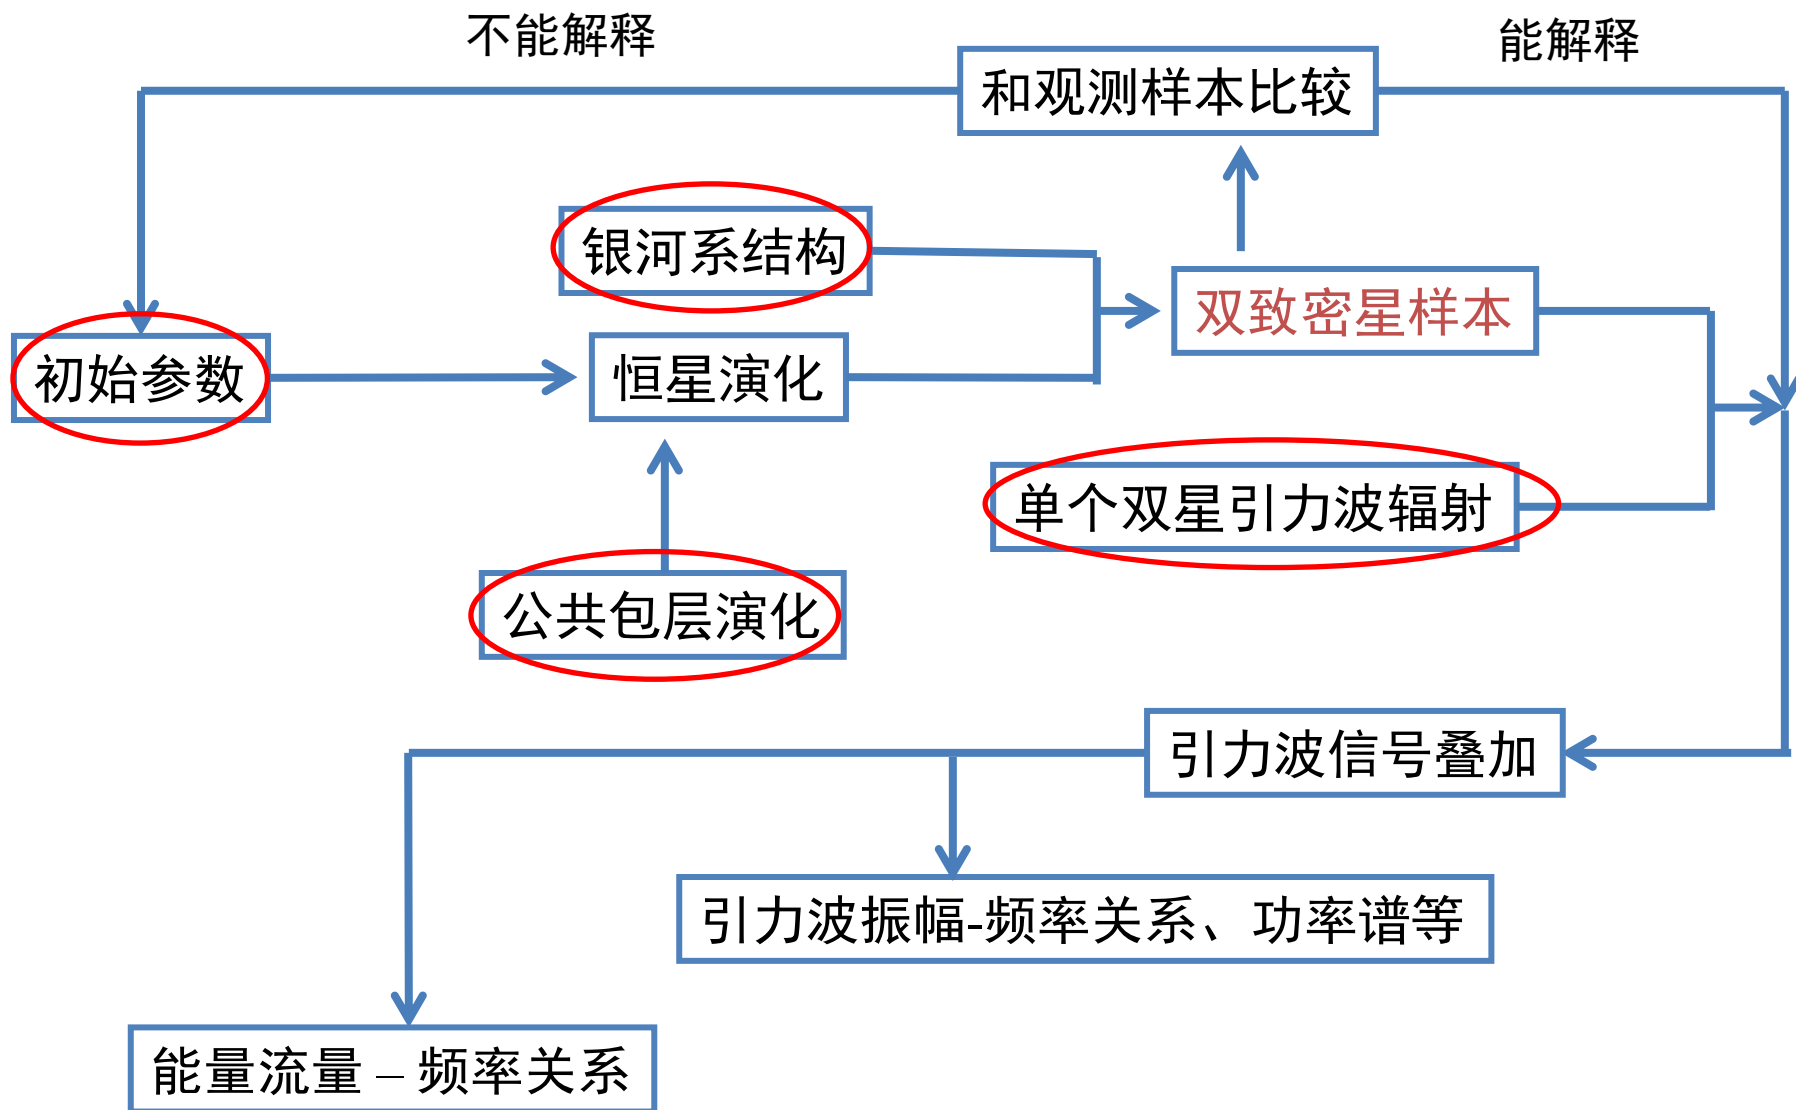 不能解释
能解释
和观测样本比较
银河系结构
双致密星样本
初始参数
恒星演化
单个双星引力波辐射
公共包层演化
引力波信号叠加
引力波振幅-频率关系、功率谱等
能量流量 – 频率关系